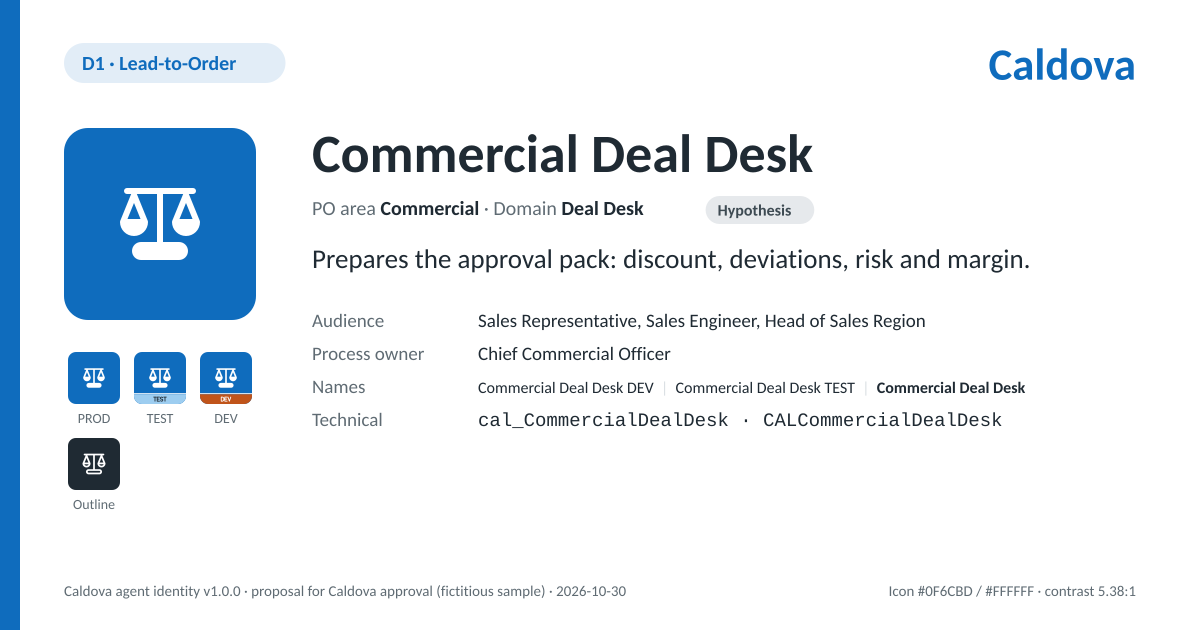 D1 · Lead-to-Order
Caldova
Commercial Deal Desk
PO area Commercial · Domain Deal Desk
Hypothesis
Prepares the approval pack: discount, deviations, risk and margin.
Audience Sales Representative, Sales Engineer, Head of Sales Region
Process owner Chief Commercial Officer
Names Commercial Deal Desk DEV | Commercial Deal Desk TEST | Commercial Deal Desk
Technical cal_CommercialDealDesk · CALCommercialDealDesk
TEST
DEV
PROD
TEST
DEV
Outline
Caldova agent identity v1.0.0 · proposal for Caldova approval (fictitious sample) · 2026-10-30
Icon #0F6CBD / #FFFFFF · contrast 5.38:1